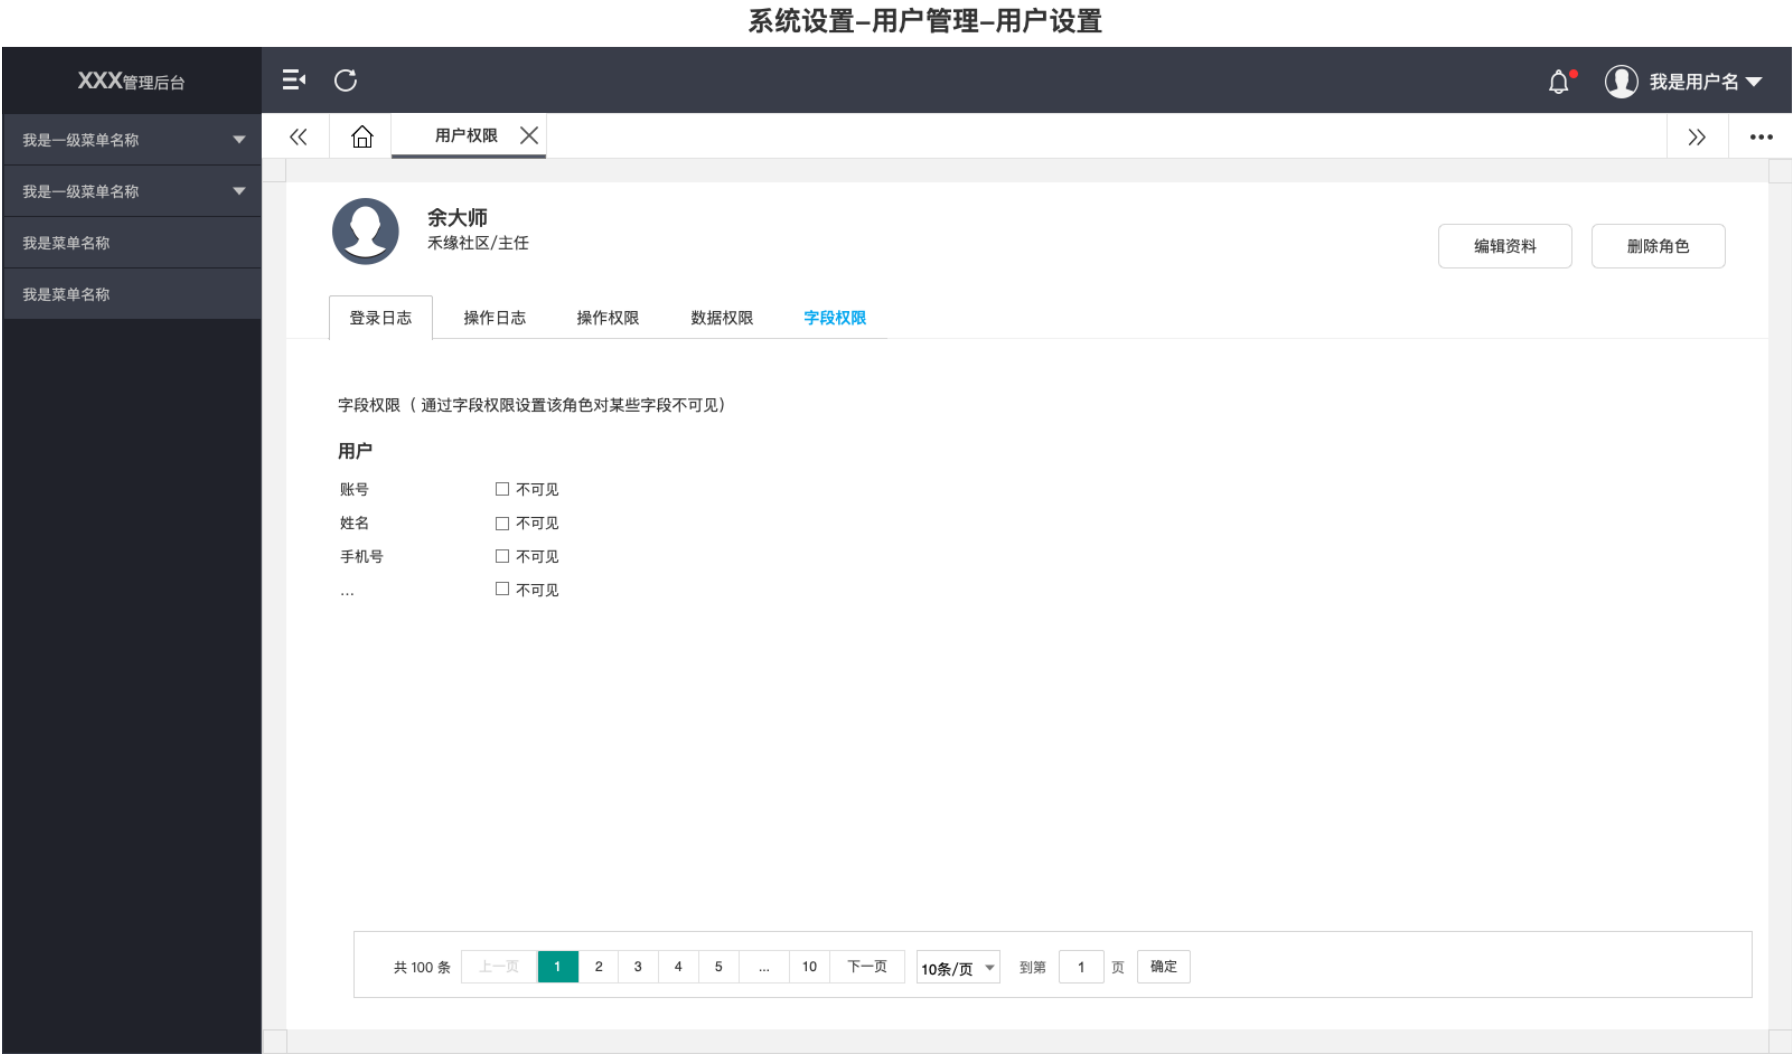 系统设置–用户管理–用户设置
XXX管理后台
我是用户名
我是一级菜单名称
我是一级菜单名称
我是菜单名称
我是菜单名称
用户权限
余大师
禾缘社区/主任
编辑资料 删除角色
登录日志 操作日志 操作权限 数据权限 字段权限
字段权限（ 通过字段权限设置该角色对某些字段不可见）
用户
账号 不可见
姓名 不可见
手机号 不可见
... 不可见
共 100 条 上一页 1 2 3 4 5 ... 10 下一页 10条/页 到第 1 页 确定